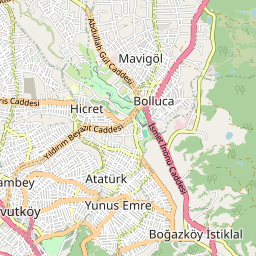 Abdullah Gül Caddesi
Mavigöl
Bolluca
Hicret
ris Caddesi
Yıldırım Beyazıt Caddesi
İsmet İnönü Caddesi
Atatürk
ambey
Yunus Emre
vutköy
Boğazköy İstiklal